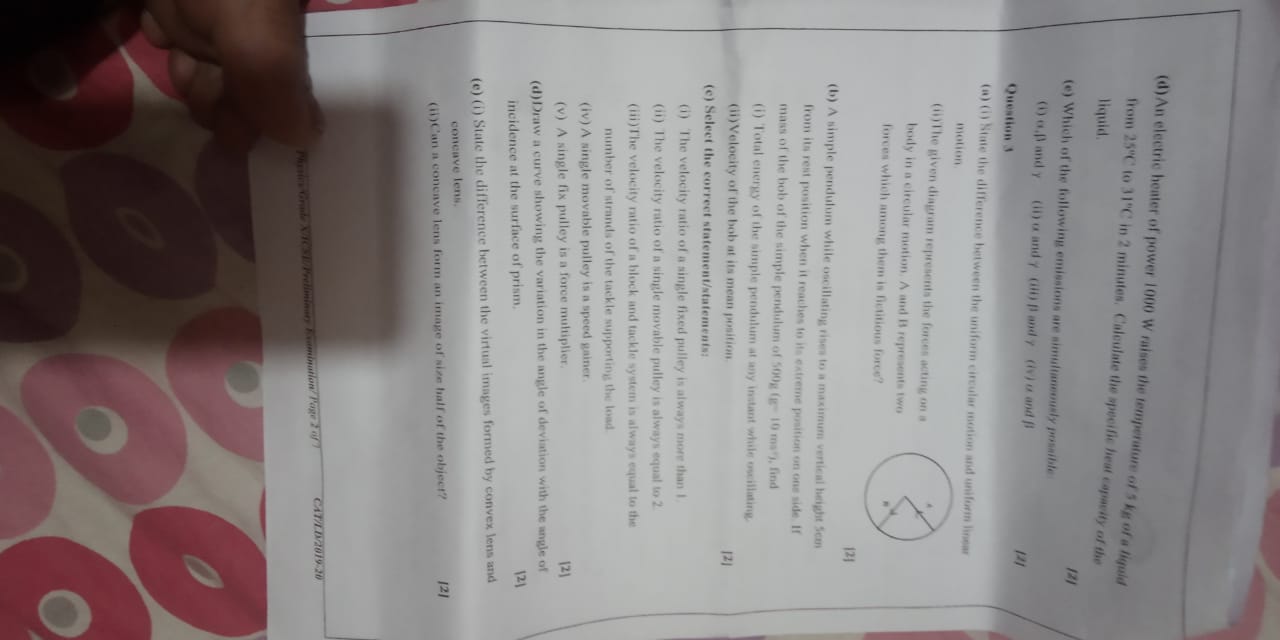 (d)An electric heater of power 1000 W raises the temperature of 5 kg of a liquid
from 25°C to 31°C in 2 minutes. Calculate the specific heat capacity of the
liquid. [2]
(e) Which of the following emissions are simultaneously possible:
(i) α,β and γ (ii) α and γ (iii) β and γ (iv) α and β [2]
Question 3
(a) (i) State the difference between the uniform circular motion and uniform linear
motion.
(ii)The given diagram represents the forces acting on a
body in a circular motion. A and B represents two
forces which among them is fictitious force? [2]
A
B
(b) A simple pendulum while oscillating rises to a maximum vertical height 5cm
from its rest position when it reaches to its extreme position on one side. If
mass of the bob of the simple pendulum of 500g (g= 10 ms⁻²), find
(i) Total energy of the simple pendulum at any instant while oscillating.
(ii)Velocity of the bob at its mean position. [2]
(c) Select the correct statement/statements:
(i) The velocity ratio of a single fixed pulley is always more than 1.
(ii) The velocity ratio of a single movable pulley is always equal to 2.
(iii)The velocity ratio of a block and tackle system is always equal to the
number of strands of the tackle supporting the load.
(iv)A single movable pulley is a speed gainer.
(v) A single fix pulley is a force multiplier. [2]
(d)Draw a curve showing the variation in the angle of deviation with the angle of
incidence at the surface of prism. [2]
(e) (i) State the difference between the virtual images formed by convex lens and
concave lens.
(ii)Can a concave lens form an image of size half of the object? [2]
CAT/LD/2019-20
Physics/Grade X/ICSE/Preliminary Examination/Page 2 of 7